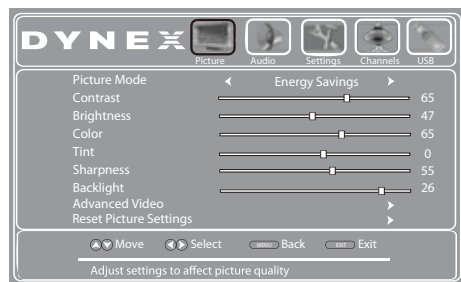 DYNEX
Picture Audio Settings Channels USB
Picture Mode Energy Savings
Contrast 65
Brightness 47
Color 65
Tint 0
Sharpness 55
Backlight 26
Advanced Video
Reset Picture Settings
Move Select MENU Back EXIT Exit
Adjust settings to affect picture quality